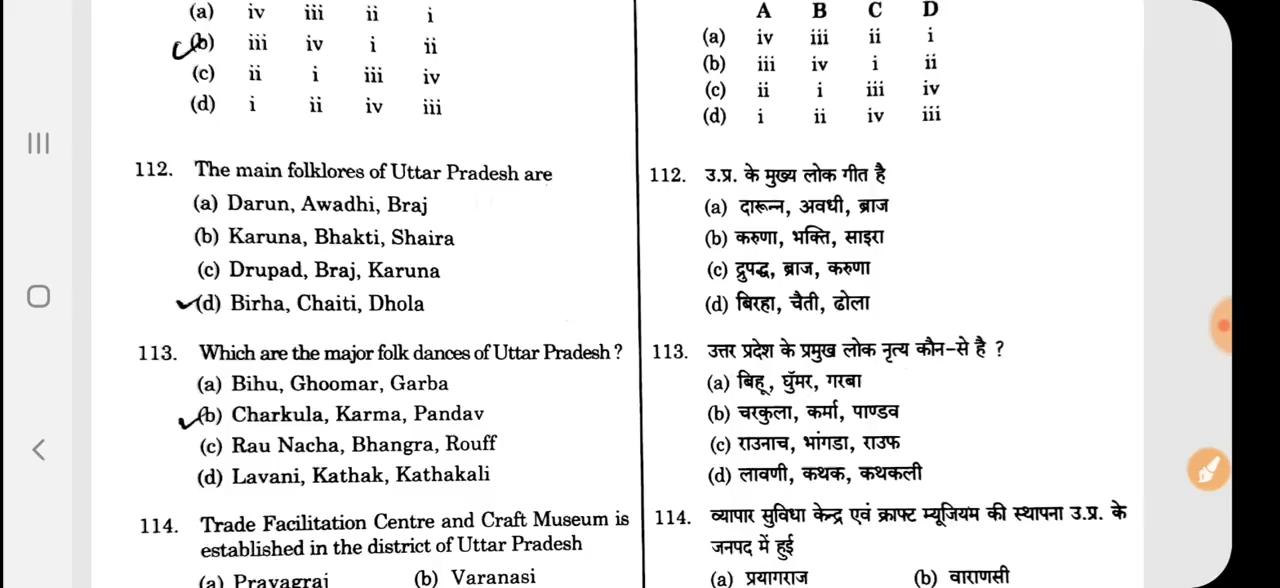 (a) iv iii ii i
(b) iii iv i ii
(c) ii i iii iv
(d) i ii iv iii
112. The main folklores of Uttar Pradesh are
(a) Darun, Awadhi, Braj
(b) Karuna, Bhakti, Shaira
(c) Drupad, Braj, Karuna
(d) Birha, Chaiti, Dhola
113. Which are the major folk dances of Uttar Pradesh ?
(a) Bihu, Ghoomar, Garba
(b) Charkula, Karma, Pandav
(c) Rau Nacha, Bhangra, Rouff
(d) Lavani, Kathak, Kathakali
114. Trade Facilitation Centre and Craft Museum is
established in the district of Uttar Pradesh
(a) Prayagraj (b) Varanasi
A B C D
(a) iv iii ii i
(b) iii iv i ii
(c) ii i iii iv
(d) i ii iv iii
112. उ.प्र. के मुख्य लोक गीत है
(a) दारून्न, अवधी, ब्राज
(b) करुणा, भक्ति, साइरा
(c) द्रुपद्ध, ब्राज, करुणा
(d) बिरहा, चैती, ढोला
113. उत्तर प्रदेश के प्रमुख लोक नृत्य कौन-से है ?
(a) बिहू, घूँमर, गरबा
(b) चरकुला, कर्मा, पाण्डव
(c) राउनाच, भांगडा, राउफ
(d) लावणी, कथक, कथकली
114. व्यापार सुविधा केन्द्र एवं क्राफ्ट म्यूजियम की स्थापना उ.प्र. के
जनपद में हुई
(a) प्रयागराज (b) वाराणसी